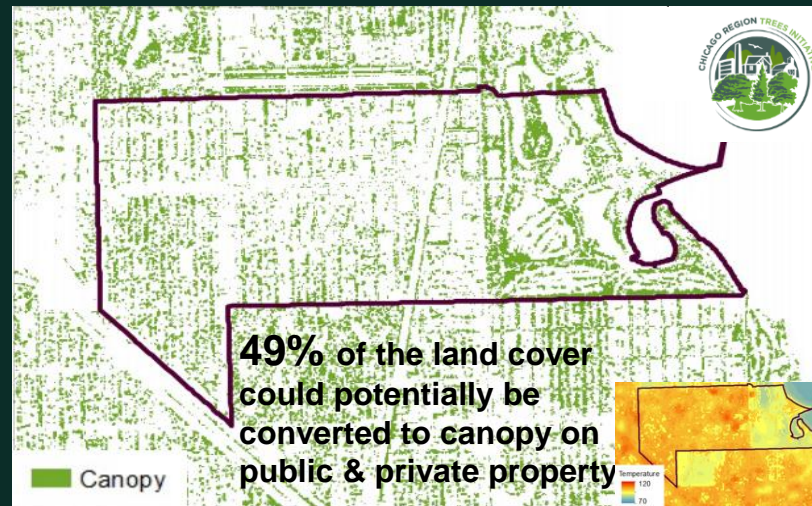 CHICAGO REGION TREES INITIATIVE
49% of the land cover
could potentially be
converted to canopy on
public & private property
Canopy
Temperature
120
70